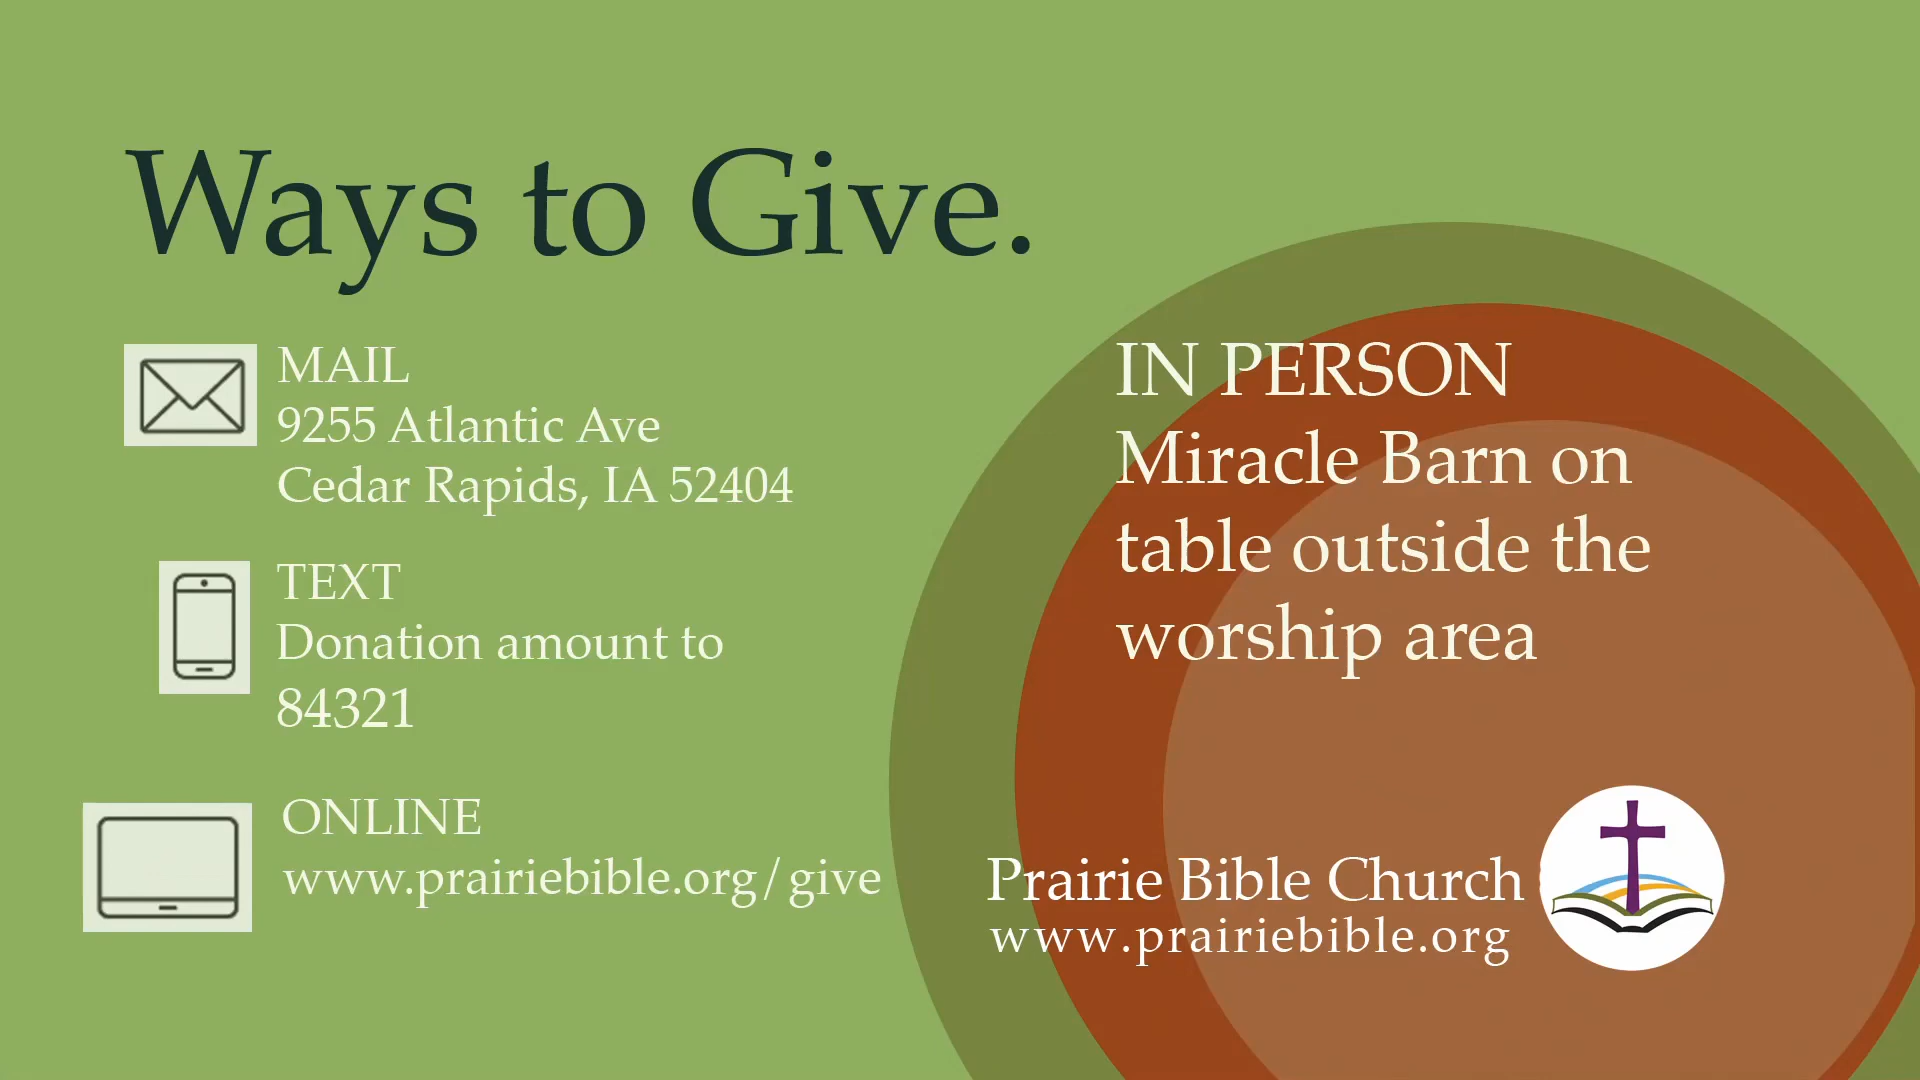 Ways to Give.
MAIL
9255 Atlantic Ave
Cedar Rapids, IA 52404
TEXT
Donation amount to
84321
ONLINE
www.prairiebible.org/give
IN PERSON
Miracle Barn on
table outside the
worship area
Prairie Bible Church
www.prairiebible.org